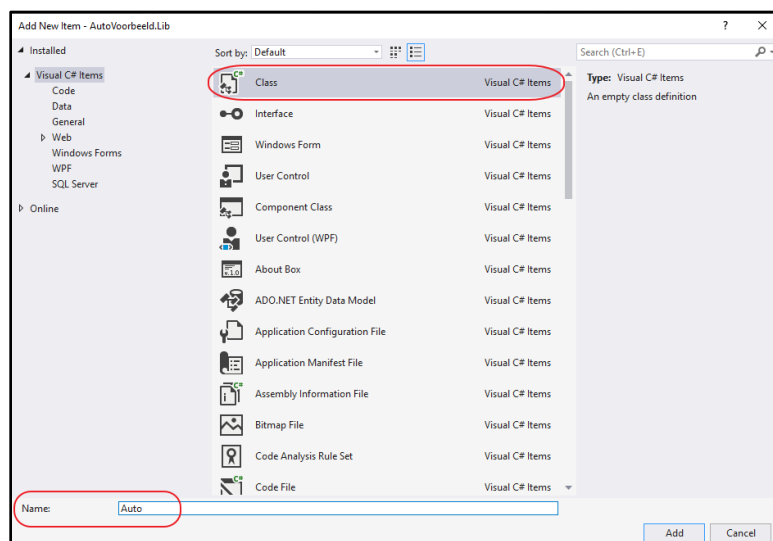 Add New Item - AutoVoorbeeld.Lib ? X
Installed
Sort by: Default
Search (Ctrl+E)
Visual C# Items
Code
Data
General
Web
Windows Forms
WPF
SQL Server
Online
Class Visual C# Items
Interface Visual C# Items
Windows Form Visual C# Items
User Control Visual C# Items
Component Class Visual C# Items
User Control (WPF) Visual C# Items
About Box Visual C# Items
ADO.NET Entity Data Model Visual C# Items
Application Configuration File Visual C# Items
Application Manifest File Visual C# Items
Assembly Information File Visual C# Items
Bitmap File Visual C# Items
Code Analysis Rule Set Visual C# Items
Code File Visual C# Items
Type: Visual C# Items
An empty class definition
Name: Auto
Add Cancel